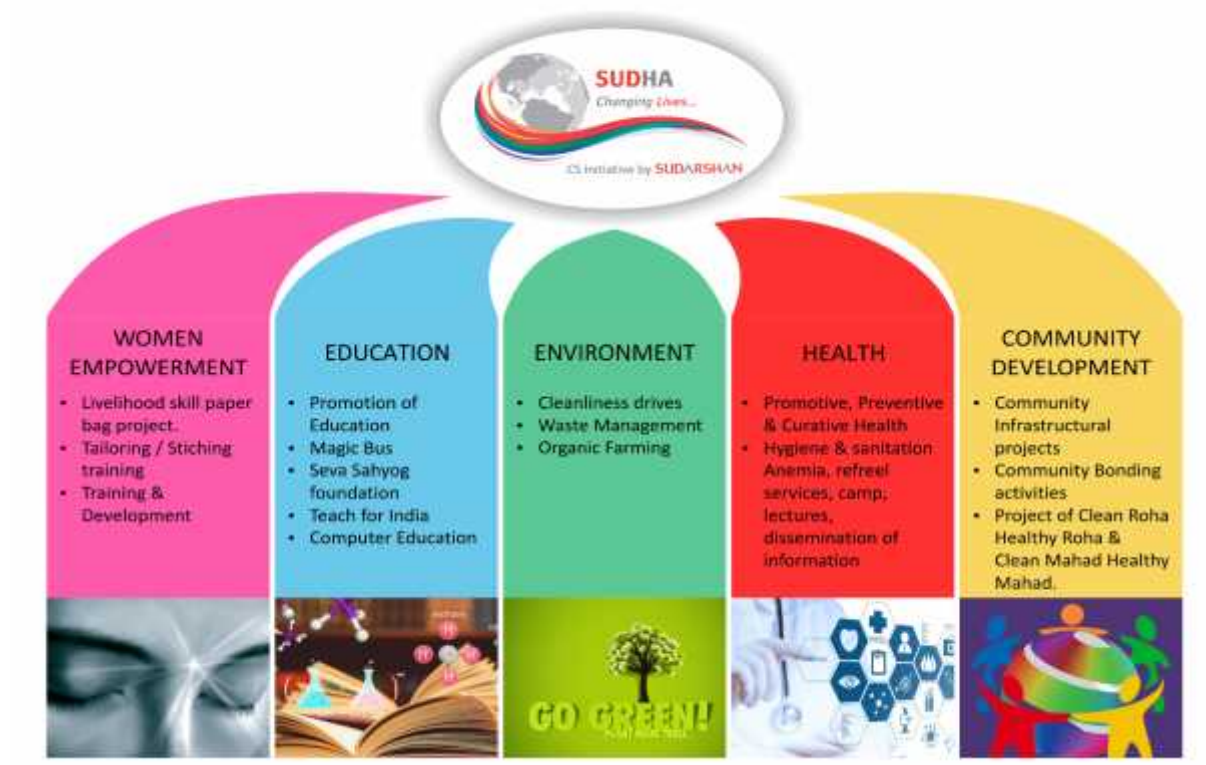 SUDHA
Changing Lives...
CS Initiative by SUDARSHAN
WOMEN
EMPOWERMENT
• Livelihood skill paper
bag project.
• Tailoring / Stiching
training
• Training &
Development
EDUCATION
• Promotion of
Education
• Magic Bus
• Seva Sahyog
foundation
• Teach for India
• Computer Education
ENVIRONMENT
• Cleanliness drives
• Waste Management
• Organic Farming
HEALTH
• Promotive, Preventive
& Curative Health
• Hygiene & sanitation
Anemia, refreel
services, camp,
lectures,
dissemination of
information
COMMUNITY
DEVELOPMENT
• Community
Infrastructural
projects
• Community Bonding
activities
• Project of Clean Roha
Healthy Roha &
Clean Mahad Healthy
Mahad.
H
H
H
H
GO GREEN!